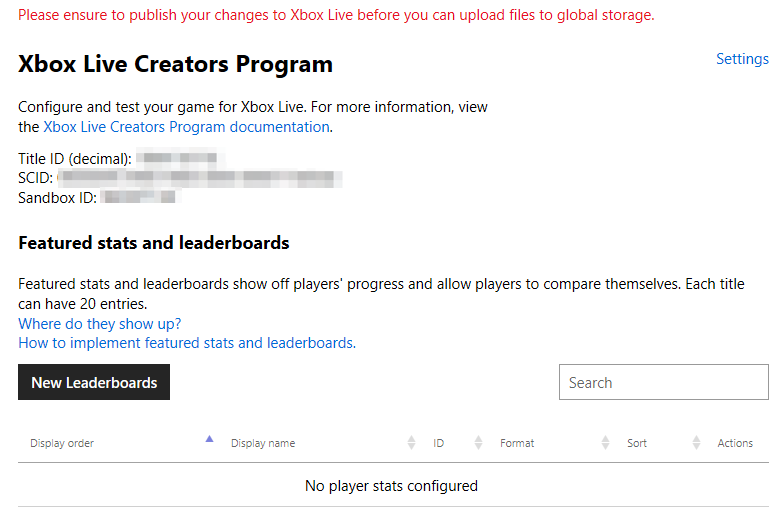 Please ensure to publish your changes to Xbox Live before you can upload files to global storage.
Xbox Live Creators Program
Settings
Configure and test your game for Xbox Live. For more information, view
the Xbox Live Creators Program documentation.
Title ID (decimal):
SCID:
Sandbox ID:
Featured stats and leaderboards
Featured stats and leaderboards show off players' progress and allow players to compare themselves. Each title
can have 20 entries.
Where do they show up?
How to implement featured stats and leaderboards.
New Leaderboards
Search
Display order Display name ID Format Sort Actions
No player stats configured